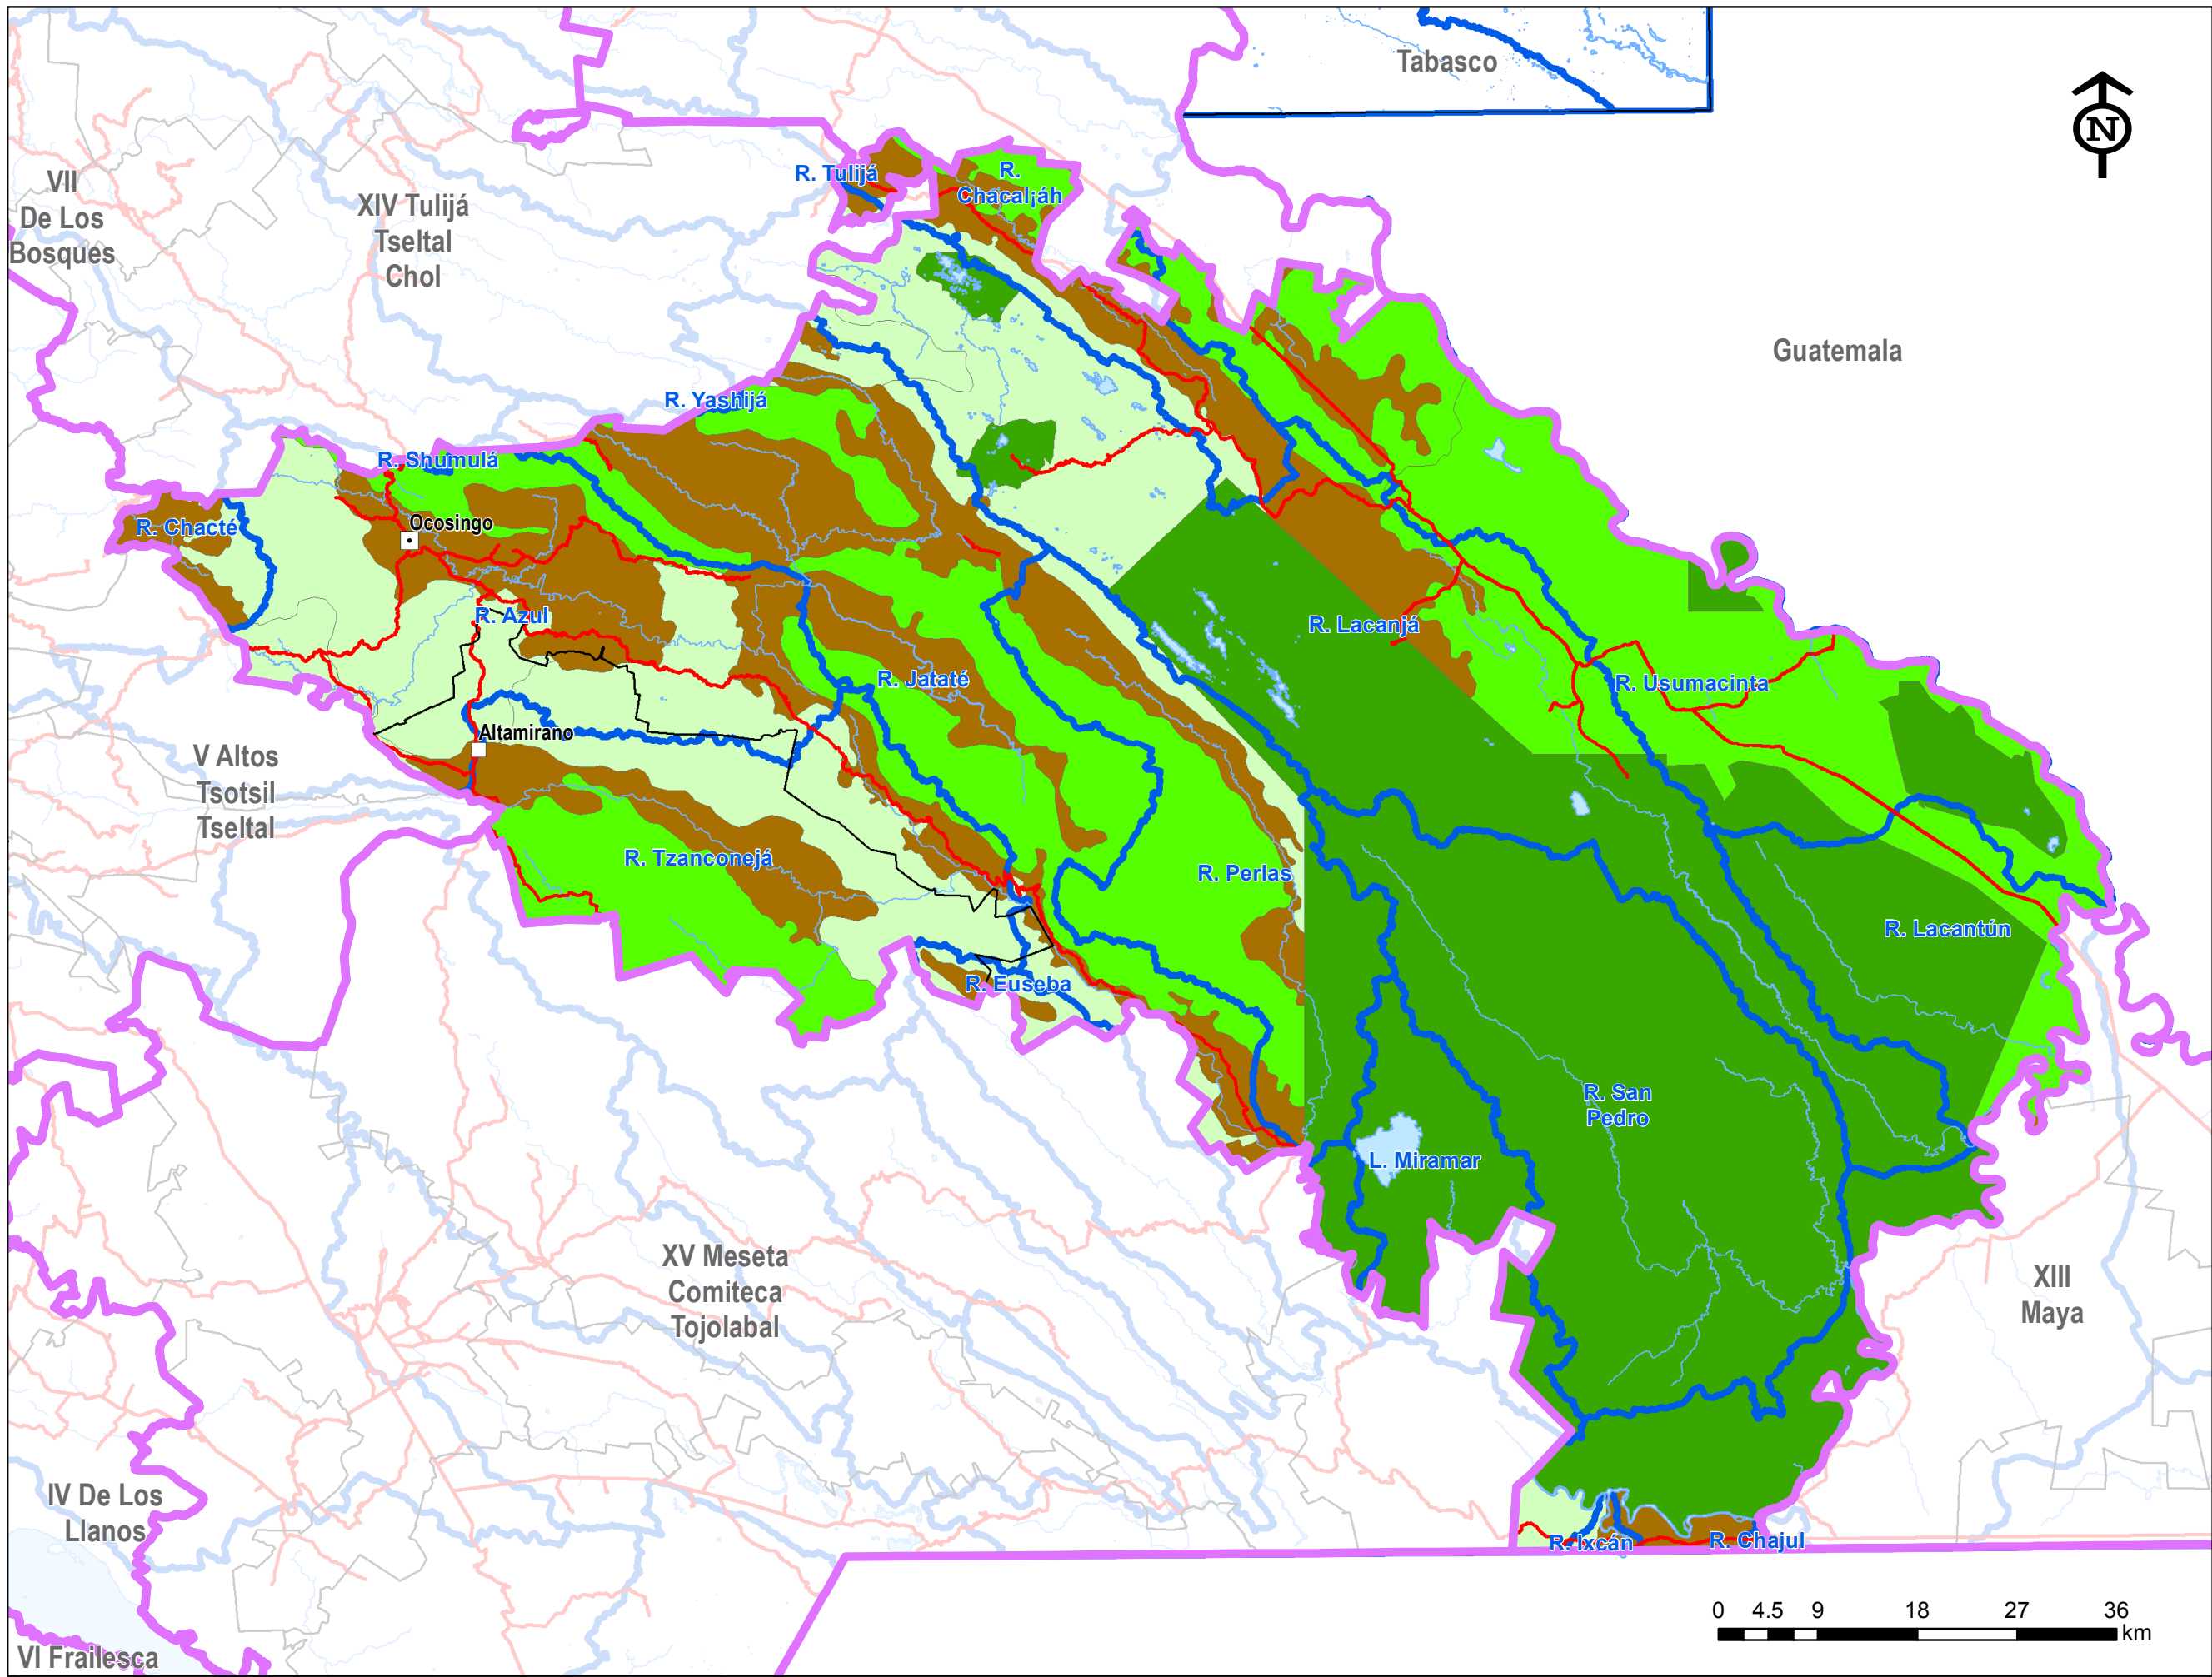 Tabasco
N
R. Tulijá
R.
Chacal¡áh
VII
De Los
Bosques
XIV Tulijá
Tseltal
Chol
Guatemala
R. Yashijá
R. Shumulá
Ocosingo
R. Chacté
R. Azul
R. Lacanjá
R. Jataté
R. Usumacinta
Altamirano
V Altos
Tsotsil
Tseltal
R. Tzanconejá
R. Perlas
R. Lacantún
R. Euseba
R. San
Pedro
L. Miramar
XV Meseta
Comiteca
Tojolabal
XIII
Maya
IV De Los
Llanos
R. Ixcán
R. Chajul
0 4.5 9 18 27 36
km
VI Frailesca